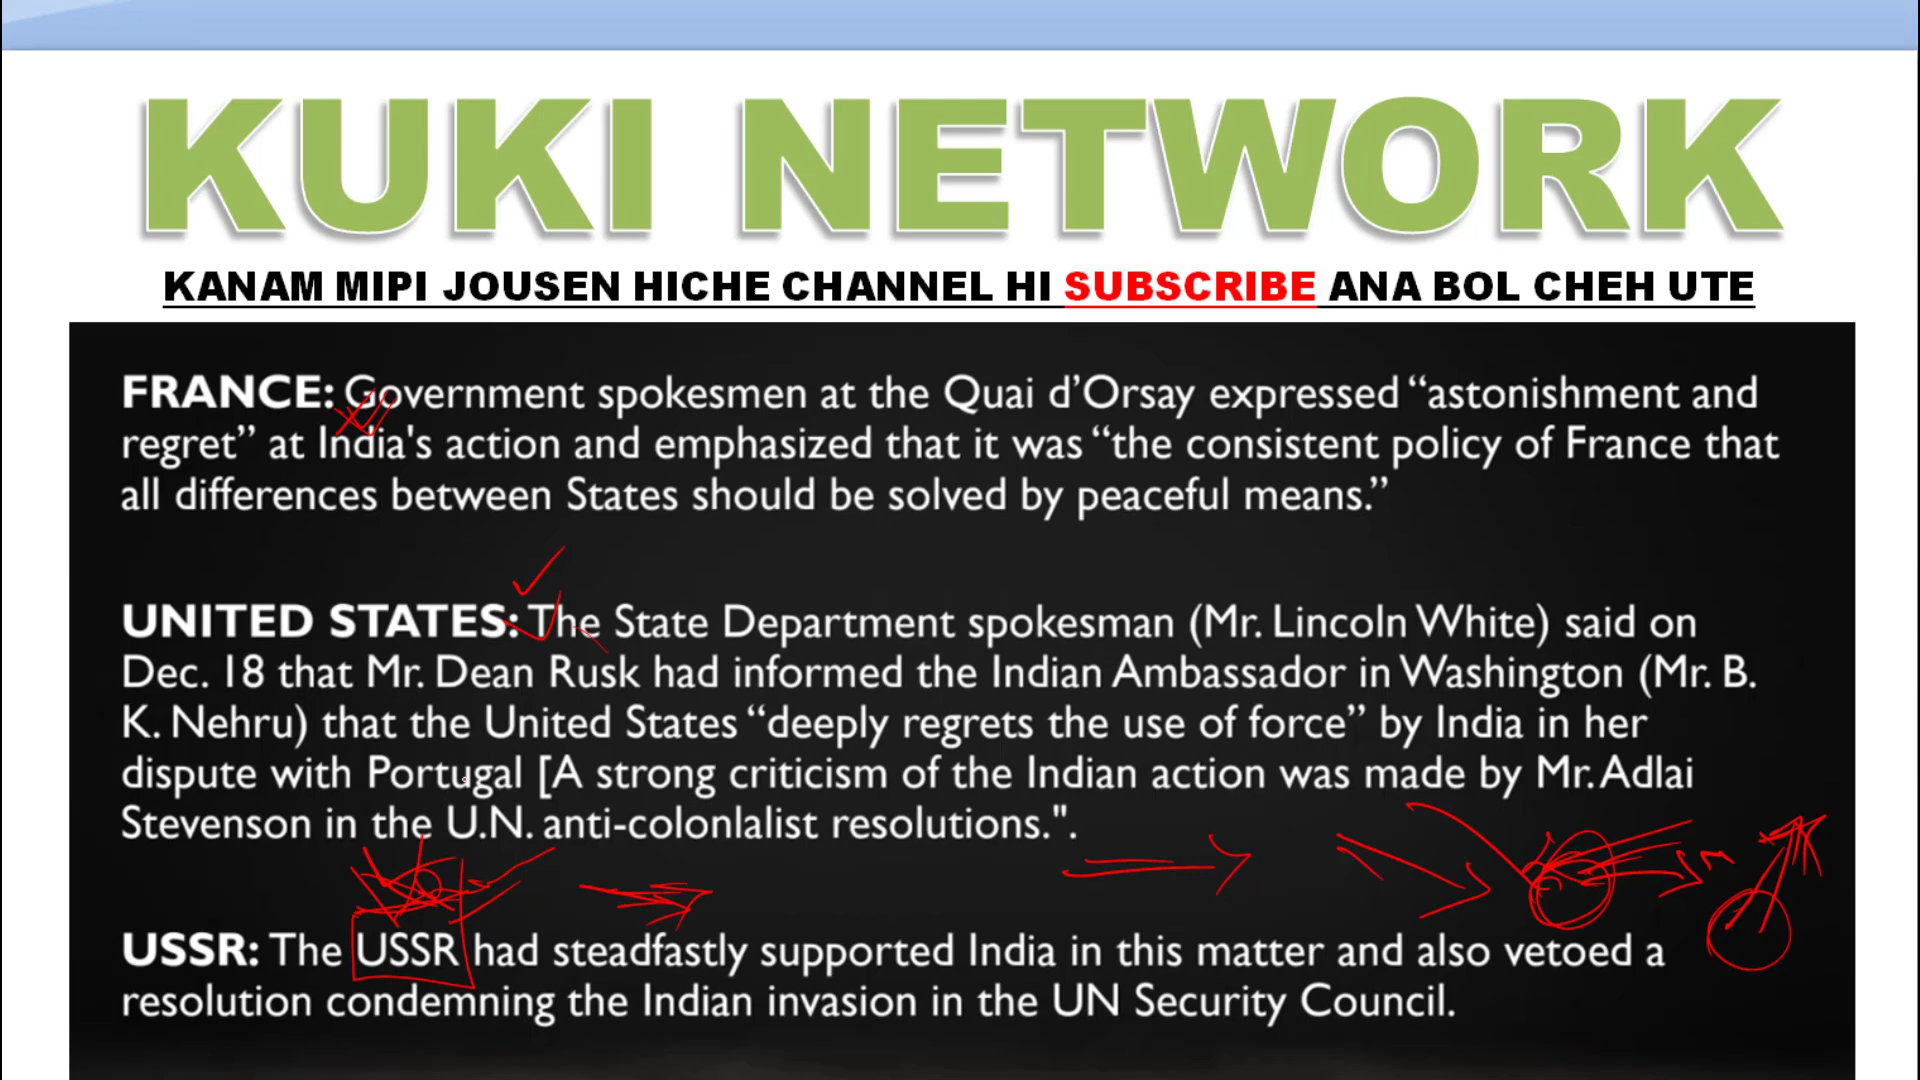 KUKI NETWORK
KANAM MIPI JOUSEN HICHE CHANNEL HI SUBSCRIBE ANA BOL CHEH UTE
FRANCE: Government spokesmen at the Quai d’Orsay expressed “astonishment and
regret” at India's action and emphasized that it was “the consistent policy of France that
all differences between States should be solved by peaceful means.”
UNITED STATES: The State Department spokesman (Mr. Lincoln White) said on
Dec. 18 that Mr. Dean Rusk had informed the Indian Ambassador in Washington (Mr. B.
K. Nehru) that the United States “deeply regrets the use of force” by India in her
dispute with Portugal [A strong criticism of the Indian action was made by Mr. Adlai
Stevenson in the U.N. anti-colonlalist resolutions.".
USSR: The USSR had steadfastly supported India in this matter and also vetoed a
resolution condemning the Indian invasion in the UN Security Council.